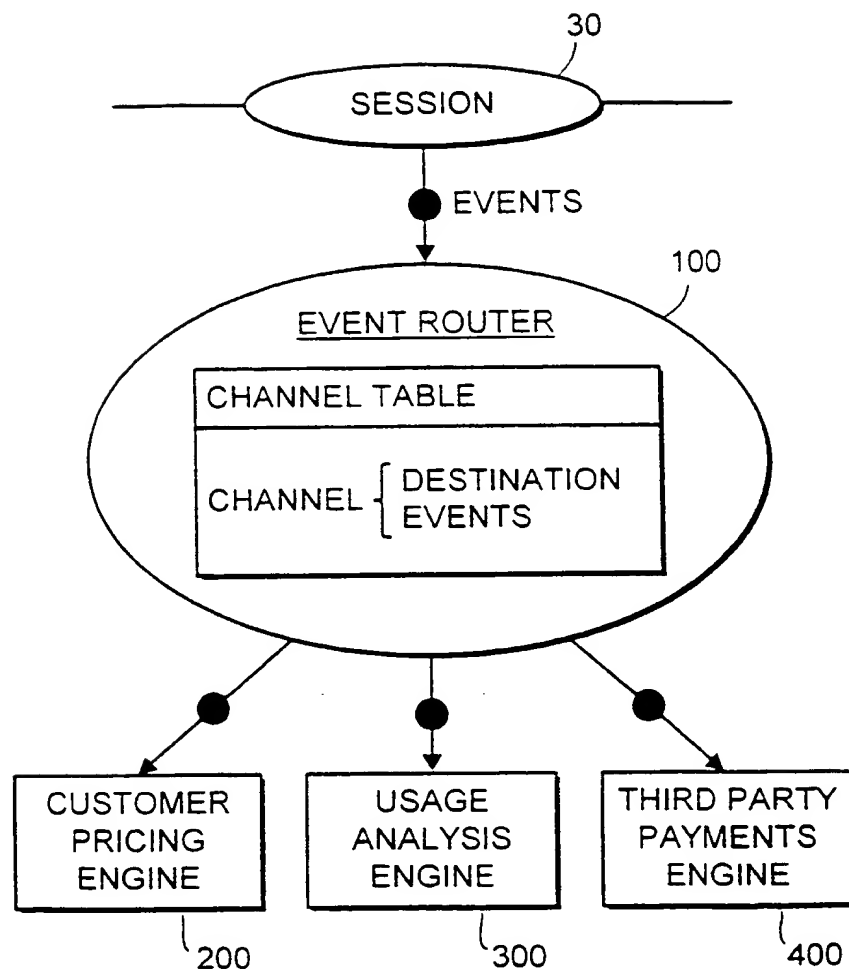 30
SESSION
EVENTS
100
EVENT ROUTER
CHANNEL TABLE
CHANNEL { DESTINATION
EVENTS
CUSTOMER
PRICING
ENGINE
USAGE
ANALYSIS
ENGINE
THIRD PARTY
PAYMENTS
ENGINE
200
300
400